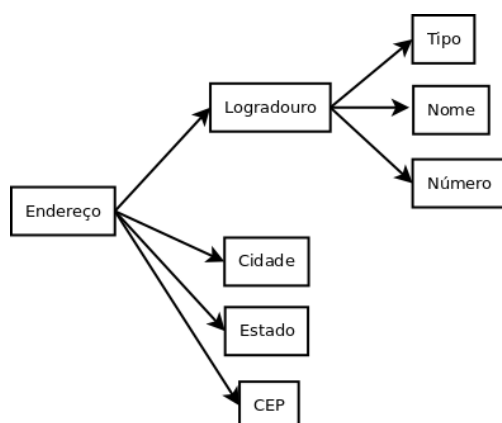 Tipo
Logradouro
Nome
Número
Endereço
Cidade
Estado
CEP